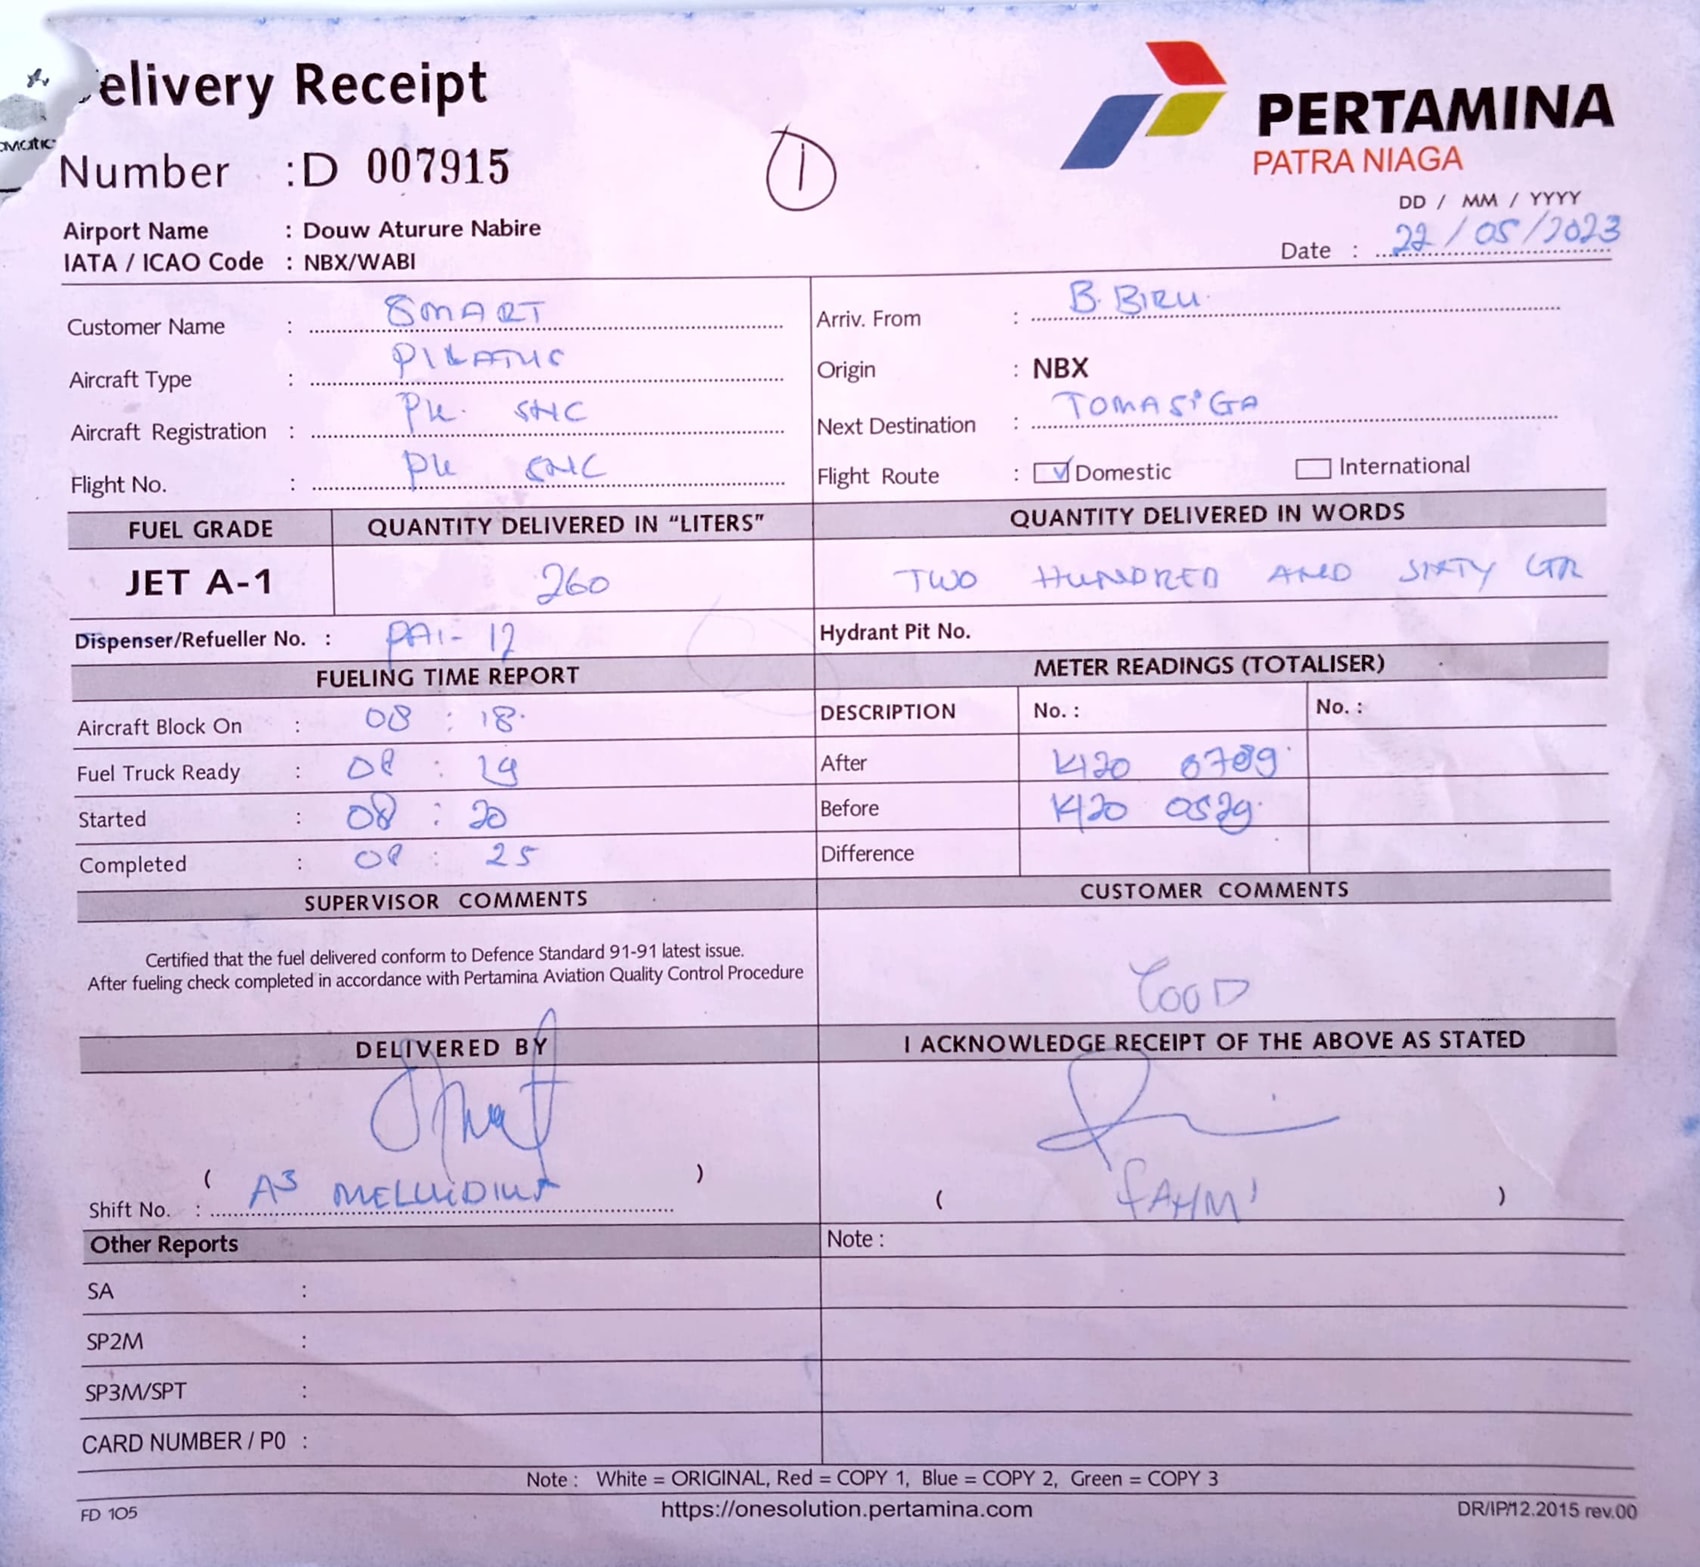 elivery Receipt
PERTAMINA
PATRA NIAGA
Number : D 007915
1
DD / MM / YYYY
Date : 22/05/2023
Airport Name : Douw Aturure Nabire
IATA / ICAO Code : NBX/WABI
Customer Name : SMART
Arriv. From : B. BIRU
Aircraft Type : PILATUS
Origin : NBX
Aircraft Registration : PK. SNC
Next Destination : TOMASIGA
Flight No. : PK SNC
Flight Route : Domestic International
FUEL GRADE QUANTITY DELIVERED IN “LITERS” QUANTITY DELIVERED IN WORDS
JET A-1 260 TWO HUNDRED AND SIXTY LTR
Dispenser/Refueller No. : PAI-12 Hydrant Pit No.
FUELING TIME REPORT METER READINGS (TOTALISER)
Aircraft Block On : 08 : 18 DESCRIPTION No. : No. :
Fuel Truck Ready : 08 : 19 After 0789
Started : 08 : 20 Before 0529
Completed : 08 : 25 Difference
SUPERVISOR COMMENTS CUSTOMER COMMENTS
Certified that the fuel delivered conform to Defence Standard 91-91 latest issue.
After fueling check completed in accordance with Pertamina Aviation Quality Control Procedure
GOOD
DELIVERED BY I ACKNOWLEDGE RECEIPT OF THE ABOVE AS STATED
( )
Shift No. :
( FAHMI )
Other Reports Note :
SA :
SP2M :
SP3M/SPT :
CARD NUMBER / PO :
Note : White = ORIGINAL, Red = COPY 1, Blue = COPY 2, Green = COPY 3
FD 105 https://onesolution.pertamina.com DR/IP/12.2015 rev.00